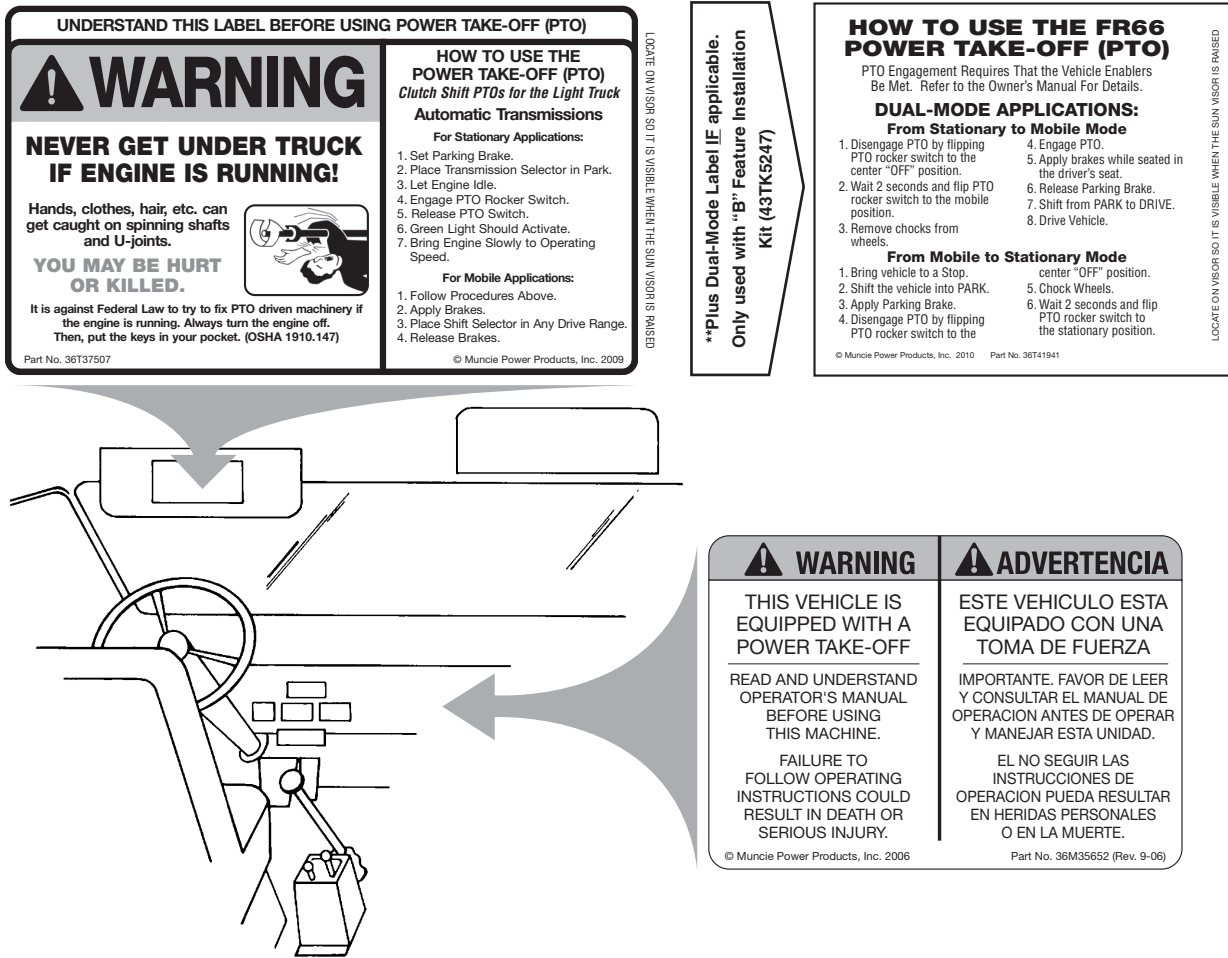 UNDERSTAND THIS LABEL BEFORE USING POWER TAKE-OFF (PTO)
WARNING
NEVER GET UNDER TRUCK
IF ENGINE IS RUNNING!
Hands, clothes, hair, etc. can
get caught on spinning shafts
and U-joints.
YOU MAY BE HURT
OR KILLED.
It is against Federal Law to try to fix PTO driven machinery if
the engine is running. Always turn the engine off.
Then, put the keys in your pocket. (OSHA 1910.147)
Part No. 36T37507
HOW TO USE THE
POWER TAKE-OFF (PTO)
Clutch Shift PTOs for the Light Truck
Automatic Transmissions
For Stationary Applications:
1. Set Parking Brake.
2. Place Transmission Selector in Park.
3. Let Engine Idle.
4. Engage PTO Rocker Switch.
5. Release PTO Switch.
6. Green Light Should Activate.
7. Bring Engine Slowly to Operating
Speed.
For Mobile Applications:
1. Follow Procedures Above.
2. Apply Brakes.
3. Place Shift Selector in Any Drive Range.
4. Release Brakes.
© Muncie Power Products, Inc. 2009
LOCATE ON VISOR SO IT IS VISIBLE WHEN THE SUN VISOR IS RAISED
**Plus Dual-Mode Label IF applicable.
Only used with “B” Feature Installation
Kit (43TK5247)
HOW TO USE THE FR66
POWER TAKE-OFF (PTO)
PTO Engagement Requires That the Vehicle Enablers
Be Met. Refer to the Owner's Manual For Details.
DUAL-MODE APPLICATIONS:
From Stationary to Mobile Mode
1. Disengage PTO by flipping
PTO rocker switch to the
center “OFF” position.
2. Wait 2 seconds and flip PTO
rocker switch to the mobile
position.
3. Remove chocks from
wheels.
4. Engage PTO.
5. Apply brakes while seated in
the driver's seat.
6. Release Parking Brake.
7. Shift from PARK to DRIVE.
8. Drive Vehicle.
From Mobile to Stationary Mode
1. Bring vehicle to a Stop.
2. Shift the vehicle into PARK.
3. Apply Parking Brake.
4. Disengage PTO by flipping
PTO rocker switch to the
center “OFF” position.
5. Chock Wheels.
6. Wait 2 seconds and flip
PTO rocker switch to
the stationary position.
© Muncie Power Products, Inc. 2010 Part No. 36T41941
LOCATE ON VISOR SO IT IS VISIBLE WHEN THE SUN VISOR IS RAISED
WARNING
THIS VEHICLE IS
EQUIPPED WITH A
POWER TAKE-OFF
READ AND UNDERSTAND
OPERATOR'S MANUAL
BEFORE USING
THIS MACHINE.
FAILURE TO
FOLLOW OPERATING
INSTRUCTIONS COULD
RESULT IN DEATH OR
SERIOUS INJURY.
© Muncie Power Products, Inc. 2006
ADVERTENCIA
ESTE VEHICULO ESTA
EQUIPADO CON UNA
TOMA DE FUERZA
IMPORTANTE. FAVOR DE LEER
Y CONSULTAR EL MANUAL DE
OPERACION ANTES DE OPERAR
Y MANEJAR ESTA UNIDAD.
EL NO SEGUIR LAS
INSTRUCCIONES DE
OPERACION PUEDA RESULTAR
EN HERIDAS PERSONALES
O EN LA MUERTE.
Part No. 36M35652 (Rev. 9-06)